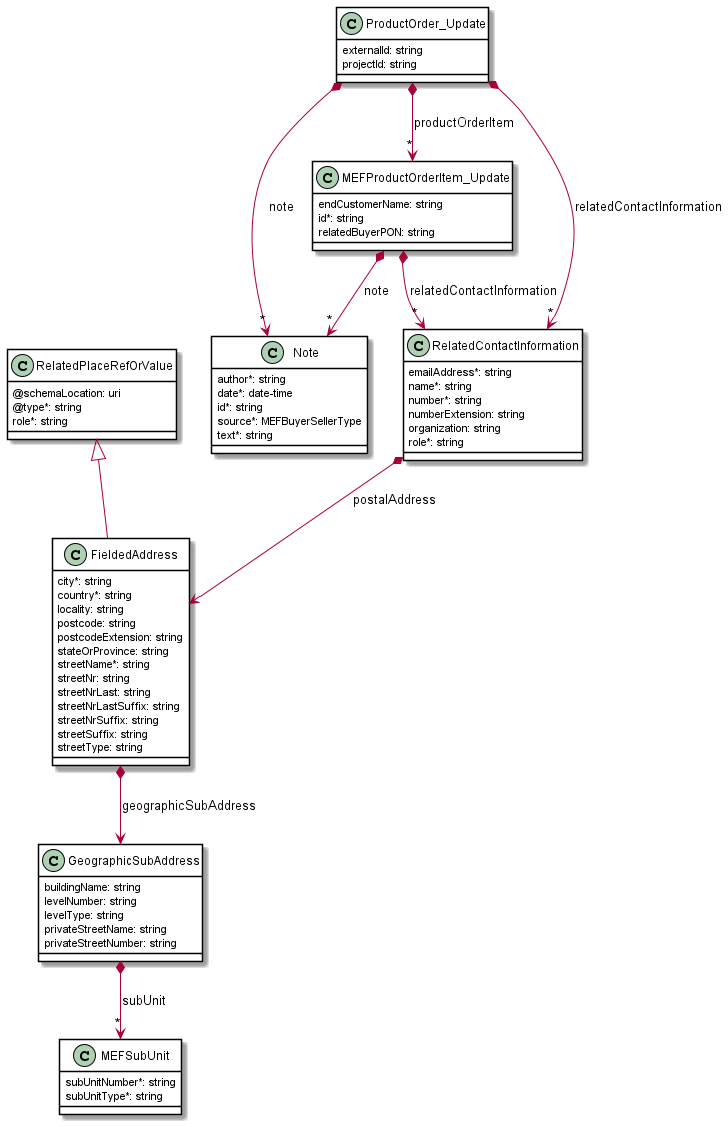 C ProductOrder_Update
externalId: string
projectId: string
productOrderItem
*
C MEFProductOrderItem_Update
endCustomerName: string
id*: string
relatedBuyerPON: string
note
relatedContactInformation
note
relatedContactInformation
*
*
*
*
C RelatedPlaceRefOrValue
@schemaLocation: uri
@type*: string
role*: string
C Note
author*: string
date*: date-time
id*: string
source*: MEFBuyerSellerType
text*: string
C RelatedContactInformation
emailAddress*: string
name*: string
number*: string
numberExtension: string
organization: string
role*: string
postalAddress
C FieldedAddress
city*: string
country*: string
locality: string
postcode: string
postcodeExtension: string
stateOrProvince: string
streetName*: string
streetNr: string
streetNrLast: string
streetNrLastSuffix: string
streetNrSuffix: string
streetSuffix: string
streetType: string
geographicSubAddress
C GeographicSubAddress
buildingName: string
levelNumber: string
levelType: string
privateStreetName: string
privateStreetNumber: string
subUnit
*
C MEFSubUnit
subUnitNumber*: string
subUnitType*: string